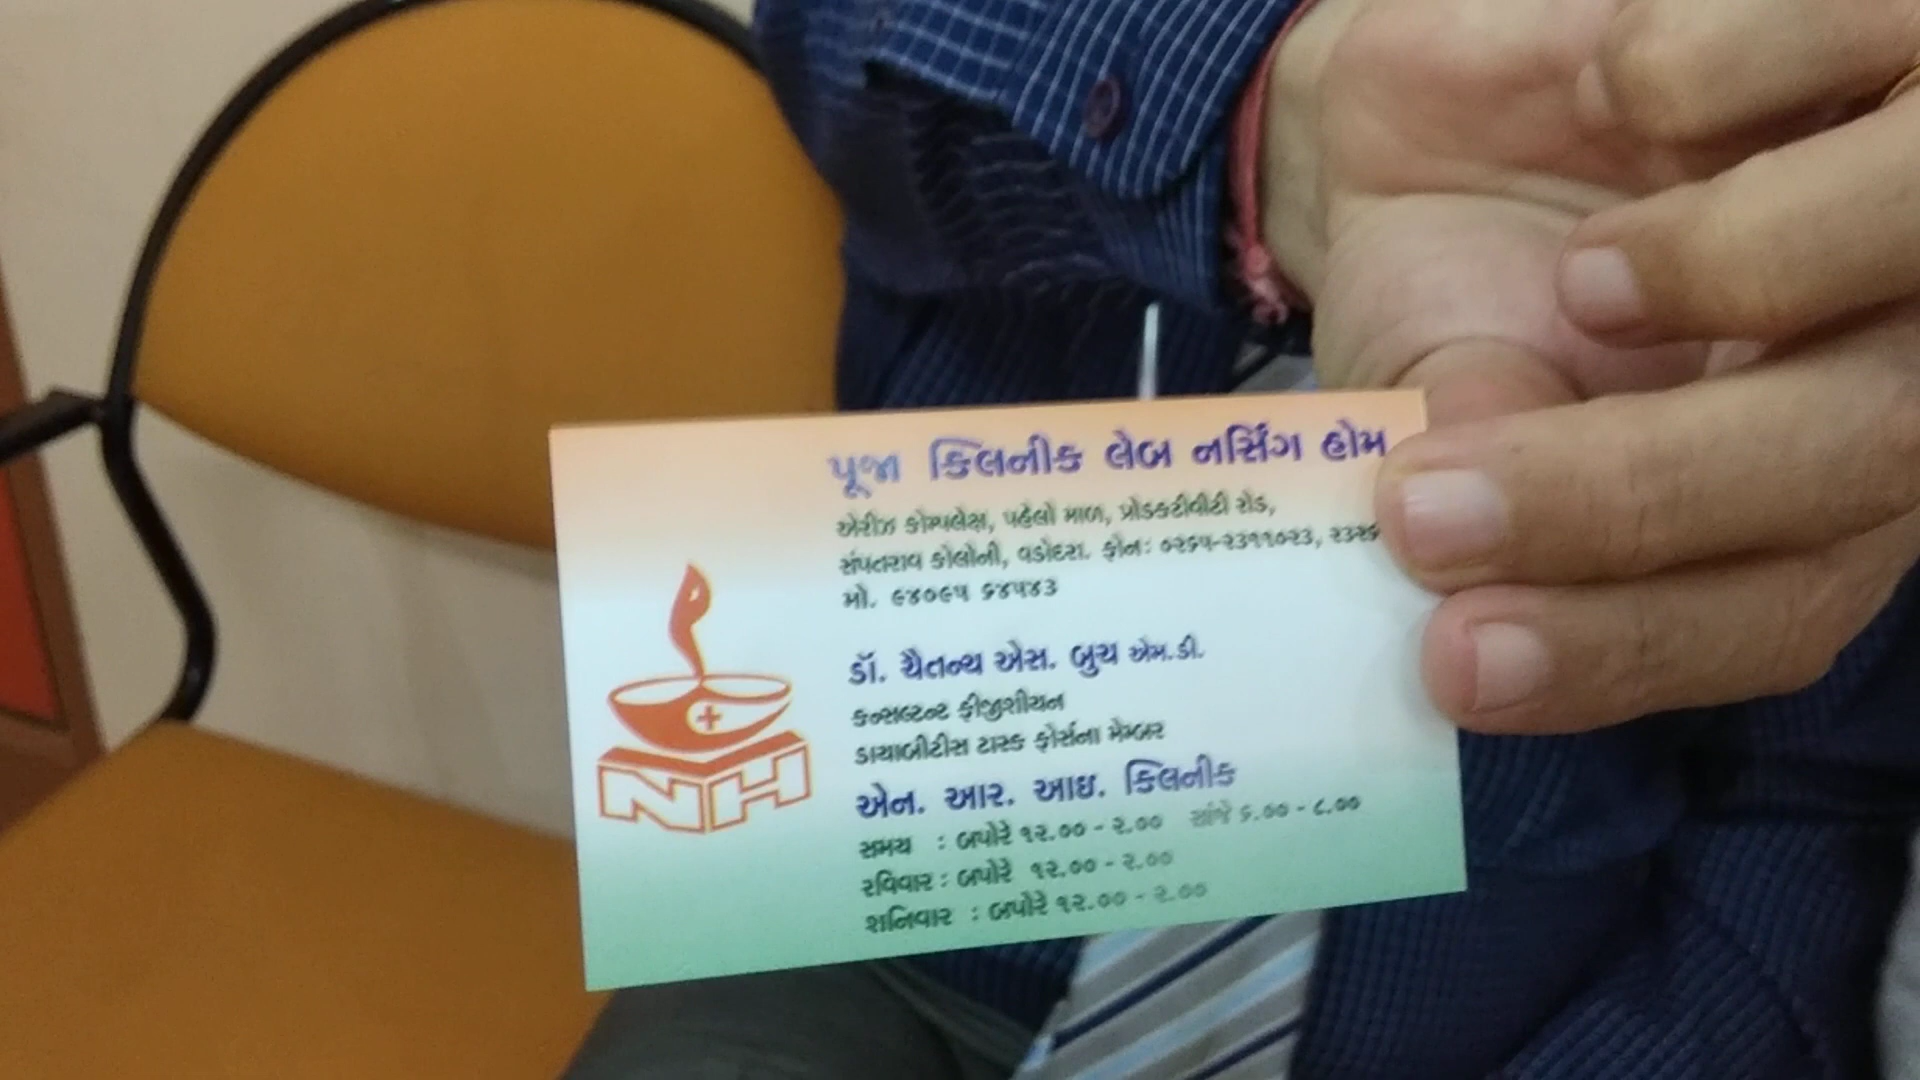 પૂજા ક્લિનીક લેબ નર્સિંગ હોમ
એરીઝ કોમ્પલેક્ષ, પહેલો માળ, પ્રોડકટીવીટી રોડ,
સંપતરાવ કોલોની, વડોદરા. ફોન: ૦૨૬૫-૨૩૧૧૦૨૩, ૨૩૨૬
મો. ૯૪૦૯૫ ૬૪૫૪૩
ડૉ. ચૈતન્ય એસ. બુચ એમ.ડી.
કન્સલ્ટન્ટ ફીજીશીયન
ડાયાબીટીસ ટાસ્ક ફોર્સના મેમ્બર
એન. આર. આઇ. ક્લિનીક
સમય : બપોરે ૧૨.૦૦ - ૨.૦૦ સાંજે ૬.૦૦ - ૮.૦૦
રવિવાર : બપોરે ૧૨.૦૦ - ૨.૦૦
શનિવાર : બપોરે ૧૨.૦૦ - ૨.૦૦
NH